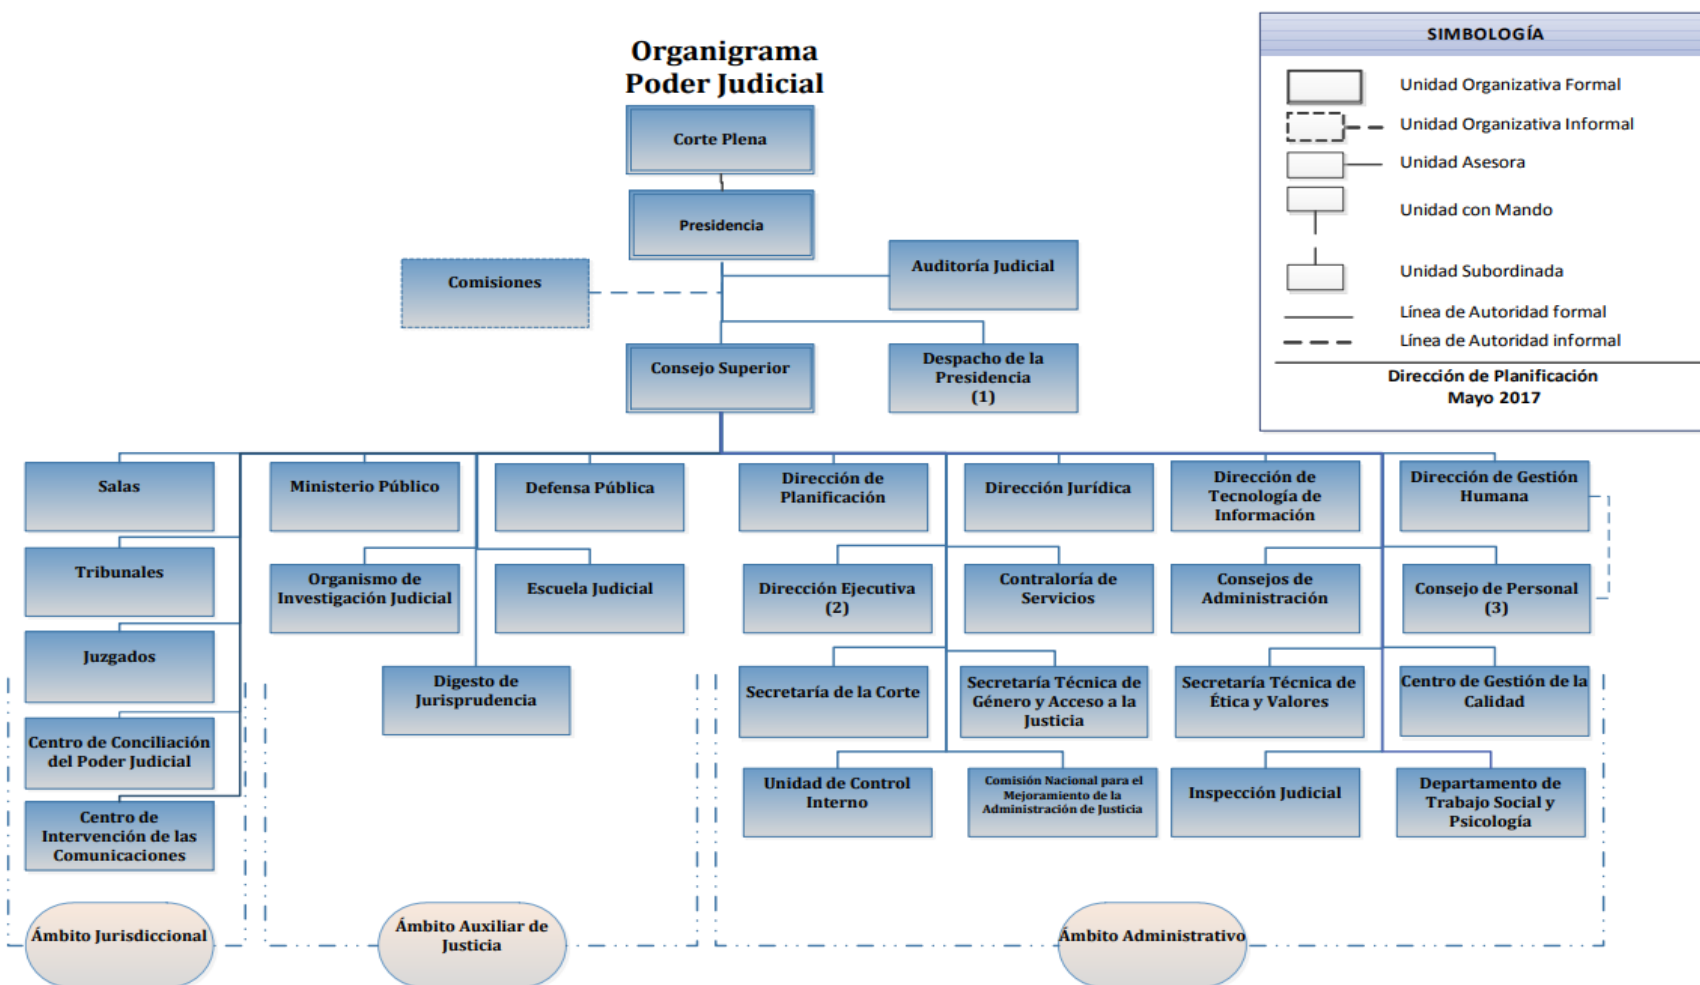 Organigrama
Poder Judicial
Corte Plena
Presidencia
Comisiones
Auditoría Judicial
Consejo Superior
Despacho de la
Presidencia
(1)
SIMBOLOGÍA
Unidad Organizativa Formal
Unidad Organizativa Informal
Unidad Asesora
Unidad con Mando
Unidad Subordinada
Línea de Autoridad formal
Línea de Autoridad informal
Dirección de Planificación
Mayo 2017
Salas
Ministerio Público
Defensa Pública
Dirección de
Planificación
Dirección Jurídica
Dirección de
Tecnología de
Información
Dirección de Gestión
Humana
Tribunales
Organismo de
Investigación Judicial
Escuela Judicial
Dirección Ejecutiva
(2)
Contraloría de
Servicios
Consejos de
Administración
Consejo de Personal
(3)
Juzgados
Digesto de
Jurisprudencia
Secretaría de la Corte
Secretaría Técnica de
Género y Acceso a la
Justicia
Secretaría Técnica de
Ética y Valores
Centro de Gestión de la
Calidad
Centro de Conciliación
del Poder Judicial
Unidad de Control
Interno
Comisión Nacional para el
Mejoramiento de la
Administración de Justicia
Inspección Judicial
Departamento de
Trabajo Social y
Psicología
Centro de
Intervención de las
Comunicaciones
Ámbito Jurisdiccional
Ámbito Auxiliar de
Justicia
Ámbito Administrativo